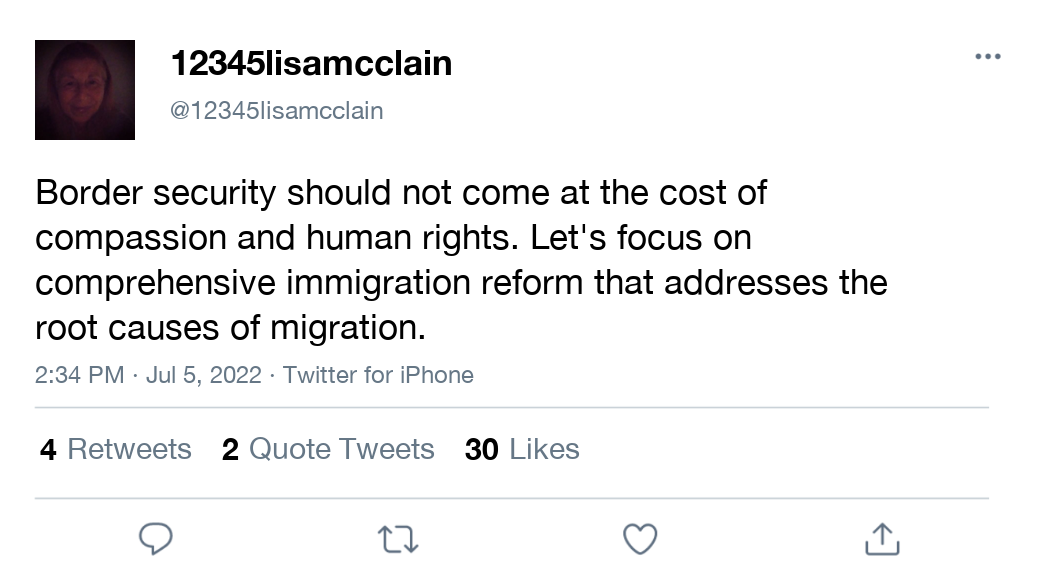 12345lisamcclain
@12345lisamcclain
Border security should not come at the cost of
compassion and human rights. Let's focus on
comprehensive immigration reform that addresses the
root causes of migration.
2:34 PM · Jul 5, 2022 · Twitter for iPhone
4 Retweets 2 Quote Tweets 30 Likes